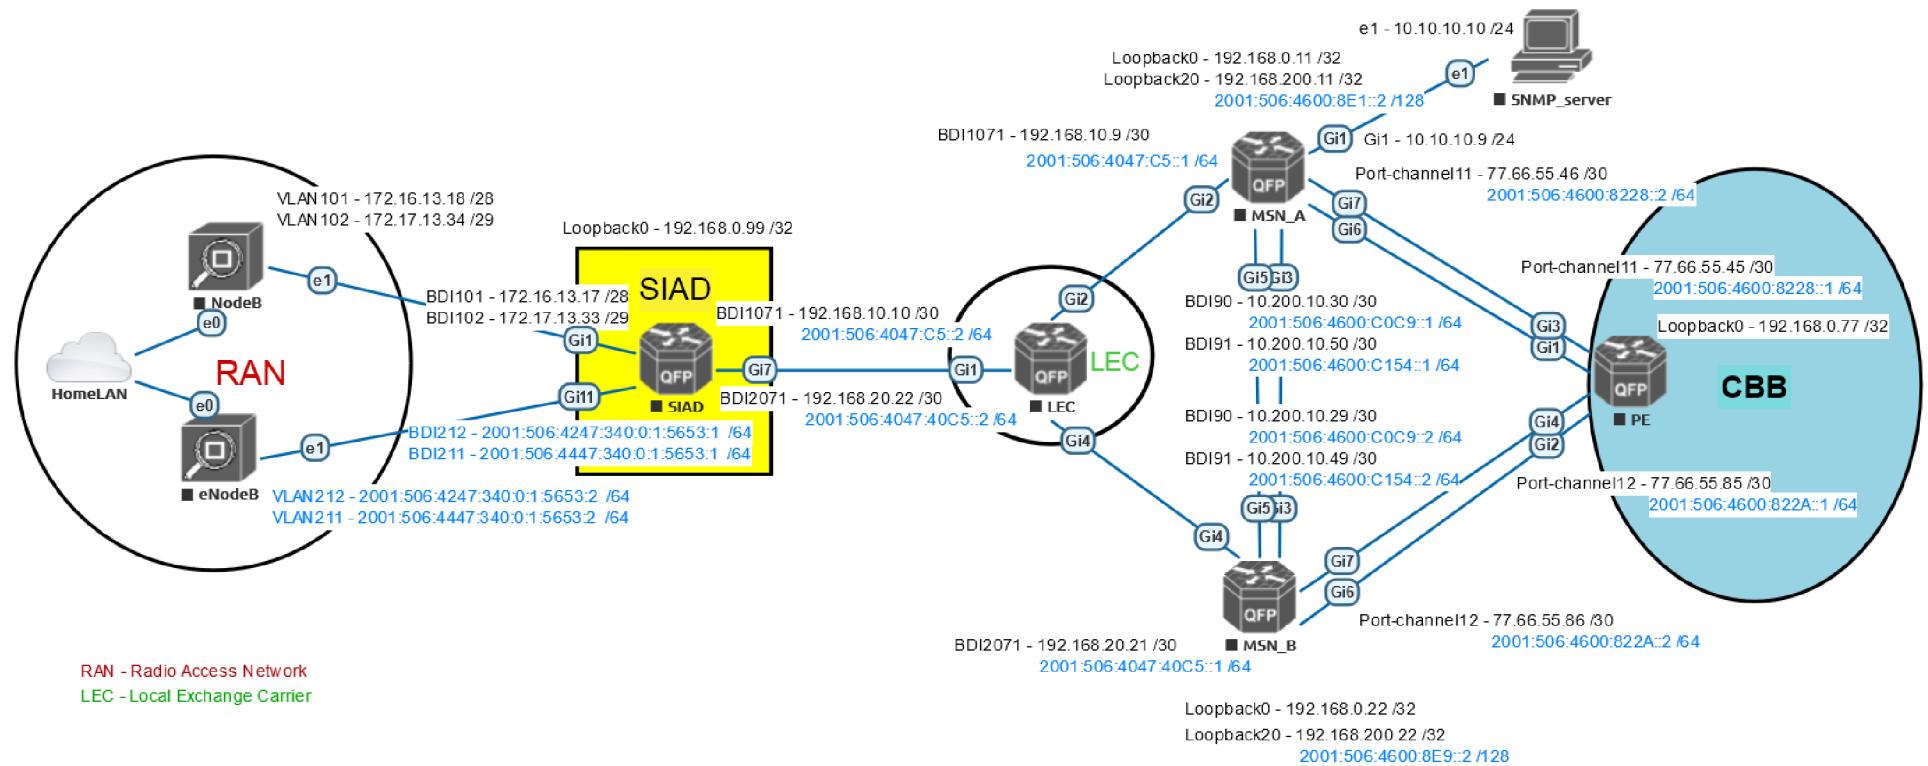 e1 - 10.10.10.10 /24
Loopback0 - 192.168.0.11 /32
Loopback20 - 192.168.200.11 /32
2001:506:4600:8E1::2 /128
e1
SNMP_server
BDI1071 - 192.168.10.9 /30
2001:506:4047:C5::1 /64
Gi1
Gi1 - 10.10.10.9 /24
QFP
MSN_A
Gi2
Port-channel11 - 77.66.55.46 /30
2001:506:4600:8228::2 /64
Gi7
Gi6
VLAN101 - 172.16.13.18 /28
VLAN102 - 172.17.13.34 /29
NodeB
e1
e0
Loopback0 - 192.168.0.99 /32
SIAD
BDI101 - 172.16.13.17 /28
BDI102 - 172.17.13.33 /29
BDI1071 - 192.168.10.10 /30
2001:506:4047:C5::2 /64
Gi1
QFP
SIAD
Gi7
Gi11
BDI2071 - 192.168.20.22 /30
2001:506:4047:40C5::2 /64
HomeLAN
RAN
e0
eNodeB
e1
BDI212 - 2001:506:4247:340:0:1:5653:1 /64
BDI211 - 2001:506:4447:340:0:1:5653:1 /64
VLAN212 - 2001:506:4247:340:0:1:5653:2 /64
VLAN211 - 2001:506:4447:340:0:1:5653:2 /64
Gi2
Gi1
QFP
LEC
LEC
Gi4
Gi5
Gi3
BDI90 - 10.200.10.30 /30
2001:506:4600:C0C9::1 /64
BDI91 - 10.200.10.50 /30
2001:506:4600:C154::1 /64
BDI90 - 10.200.10.29 /30
2001:506:4600:C0C9::2 /64
BDI91 - 10.200.10.49 /30
2001:506:4600:C154::2 /64
Gi5
Gi3
Port-channel11 - 77.66.55.45 /30
2001:506:4600:8228::1 /64
Loopback0 - 192.168.0.77 /32
Gi3
Gi1
QFP
PE
CBB
Gi4
Gi2
Port-channel12 - 77.66.55.85 /30
2001:506:4600:822A::1 /64
Gi4
Gi7
Gi6
QFP
MSN_B
Port-channel12 - 77.66.55.86 /30
2001:506:4600:822A::2 /64
BDI2071 - 192.168.20.21 /30
2001:506:4047:40C5::1 /64
Loopback0 - 192.168.0.22 /32
Loopback20 - 192.168.200.22 /32
2001:506:4600:8E9::2 /128
RAN - Radio Access Network
LEC - Local Exchange Carrier